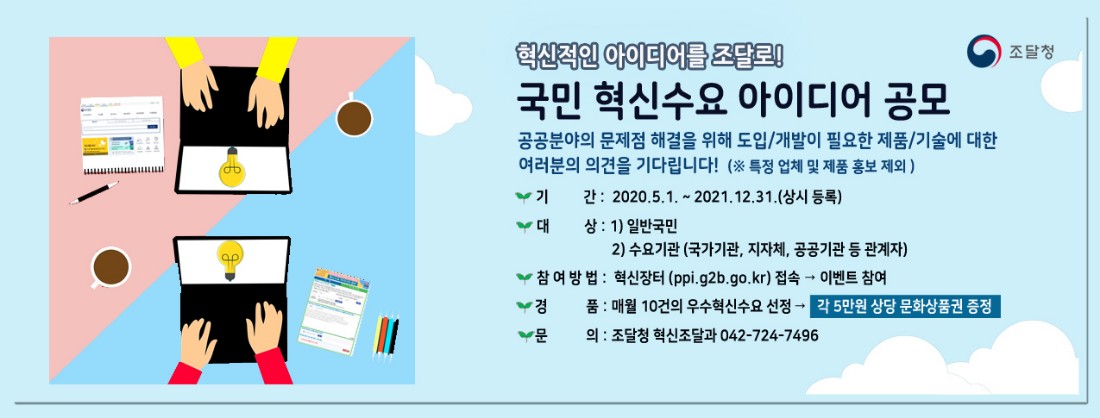 혁신적인 아이디어를 조달로!
조달청
국민 혁신수요 아이디어 공모
공공분야의 문제점 해결을 위해 도입/개발이 필요한 제품/기술에 대한
여러분의 의견을 기다립니다! (※ 특정 업체 및 제품 홍보 제외 )
기 간 : 2020.5.1. ~ 2021.12.31.(상시 등록)
대 상 : 1) 일반국민
2) 수요기관 (국가기관, 지자체, 공공기관 등 관계자)
참 여 방 법 : 혁신장터 (ppi.g2b.go.kr) 접속 → 이벤트 참여
경 품 : 매월 10건의 우수혁신수요 선정 → 각 5만원 상당 문화상품권 증정
문 의 : 조달청 혁신조달과 042-724-7496